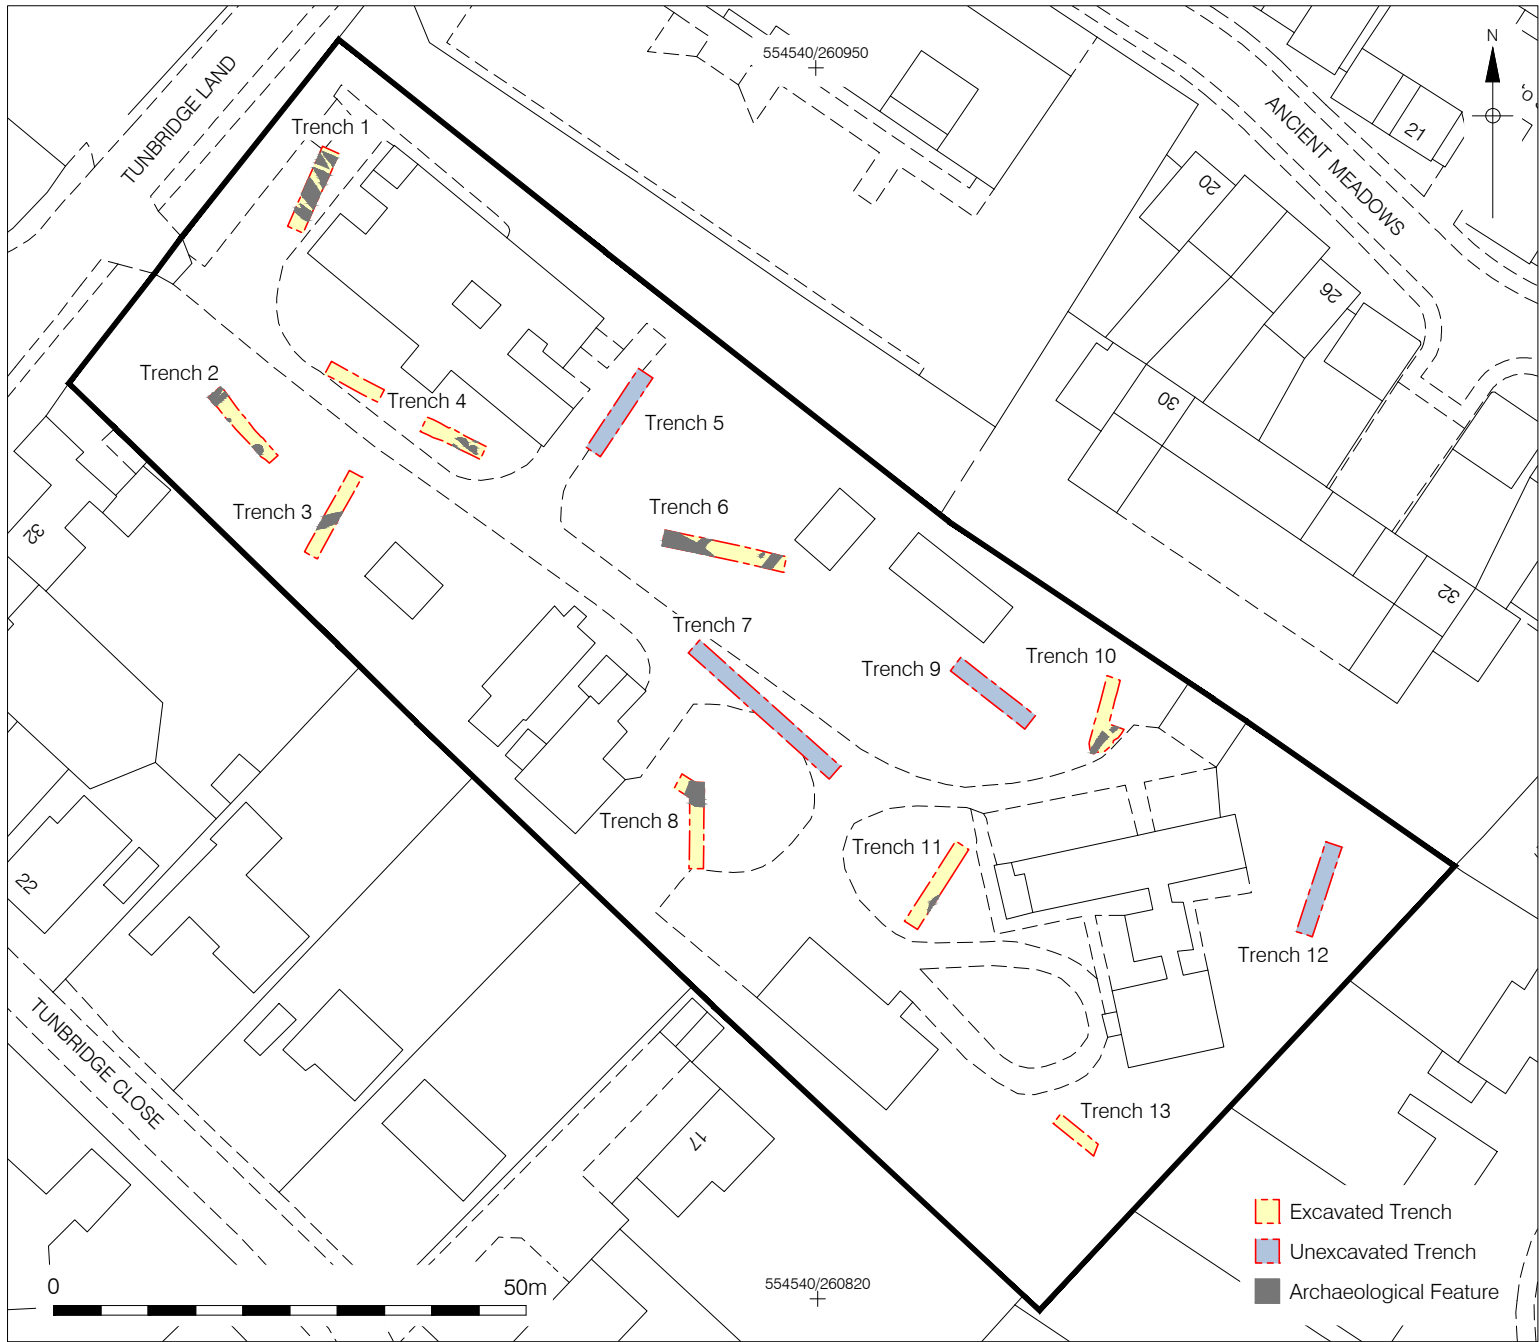 554540/260950
N
TUNBRIDGE LAND
ANCIENT MEADOWS
21
Trench 1
20
26
Trench 2
Trench 4
30
Trench 5
Trench 6
Trench 3
32
32
Trench 7
Trench 9
Trench 10
Trench 8
Trench 11
22
Trench 12
TUNBRIDGE CLOSE
Trench 13
17
Excavated Trench
Unexcavated Trench
Archaeological Feature
0
50m
554540/260820